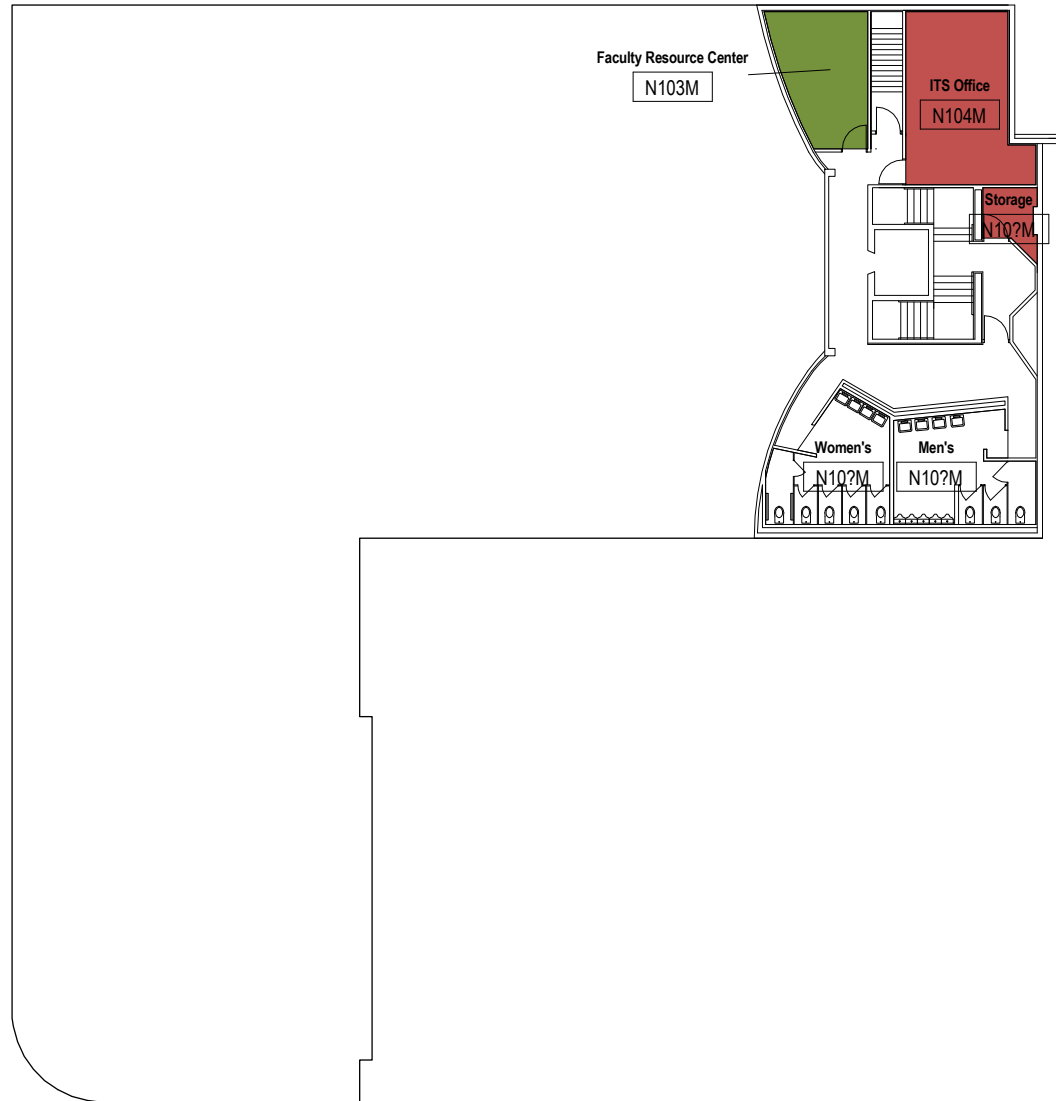 Faculty Resource Center
N103M
ITS Office
N104M
Storage
N10?M
Women's
N10?M
Men's
N10?M